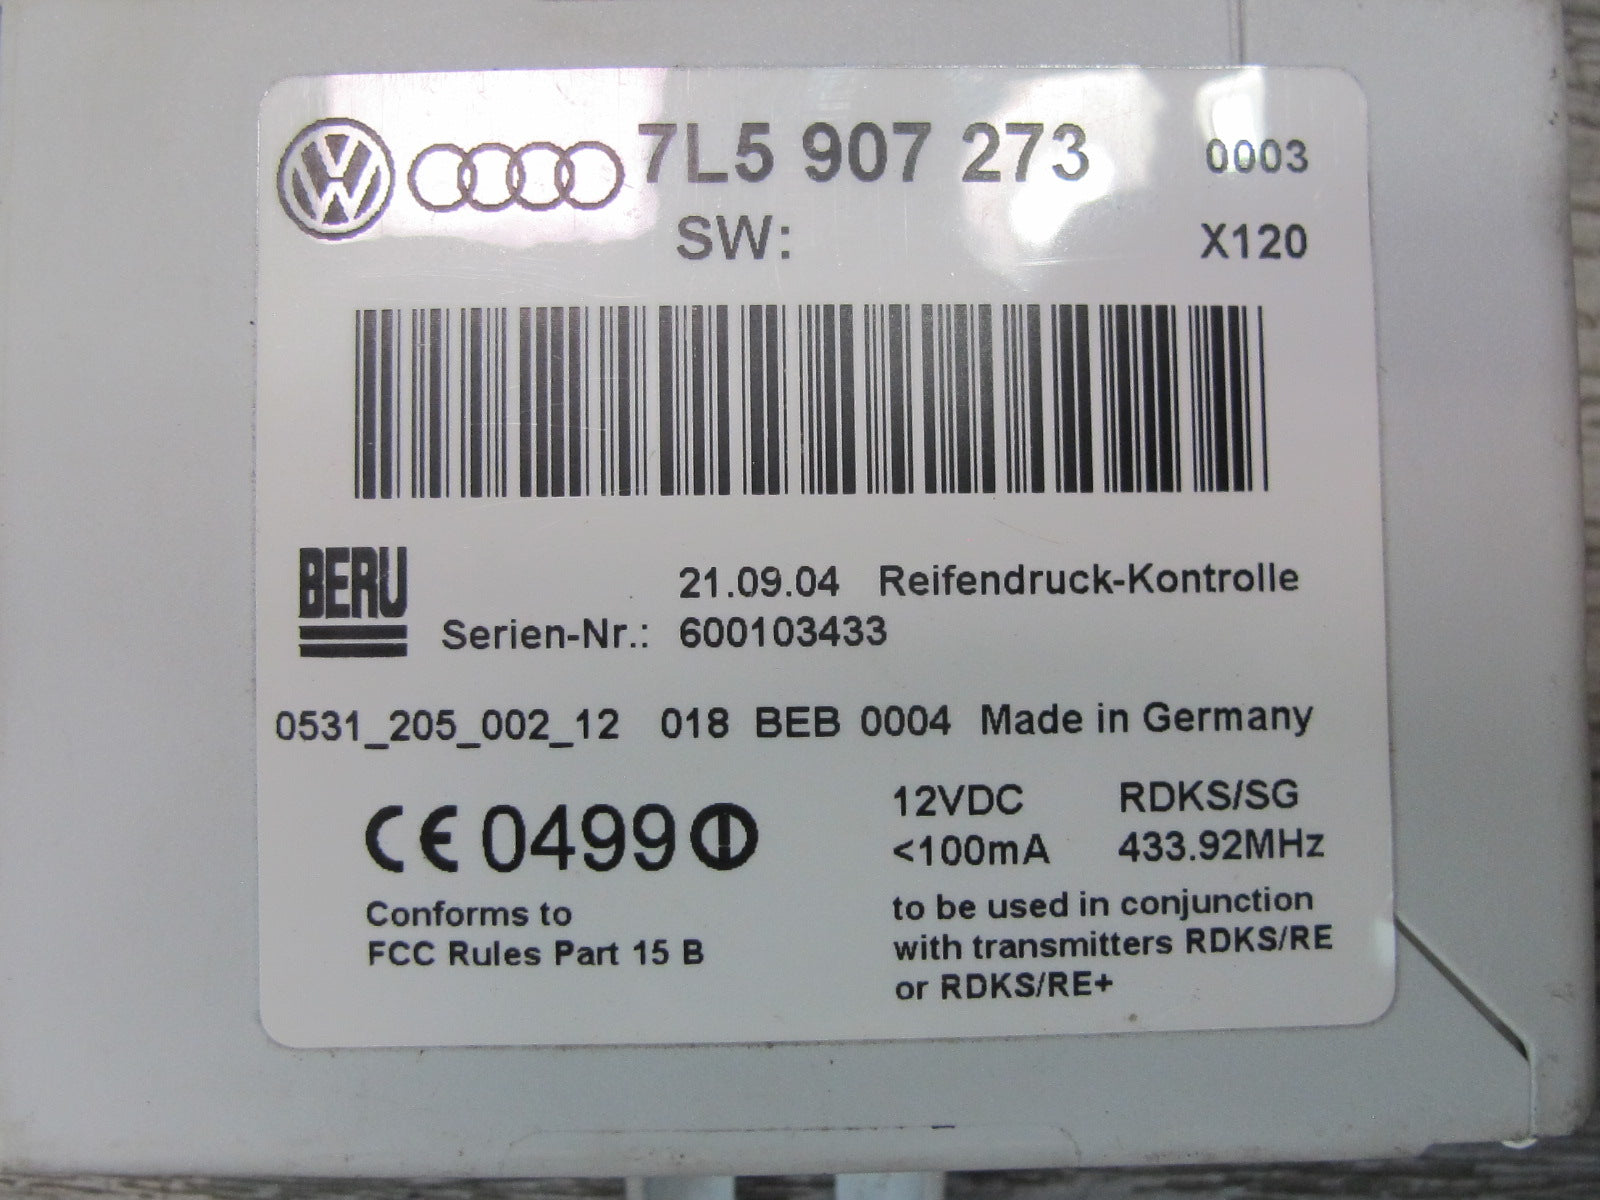 7L5 907 273 0003
SW: X120
BERU
21.09.04 Reifendruck-Kontrolle
Serien-Nr.: 600103433
0531_205_002_12 018 BEB 0004 Made in Germany
CE 0499
12VDC RDKS/SG
<100mA 433.92MHz
Conforms to
FCC Rules Part 15 B
to be used in conjunction
with transmitters RDKS/RE
or RDKS/RE+